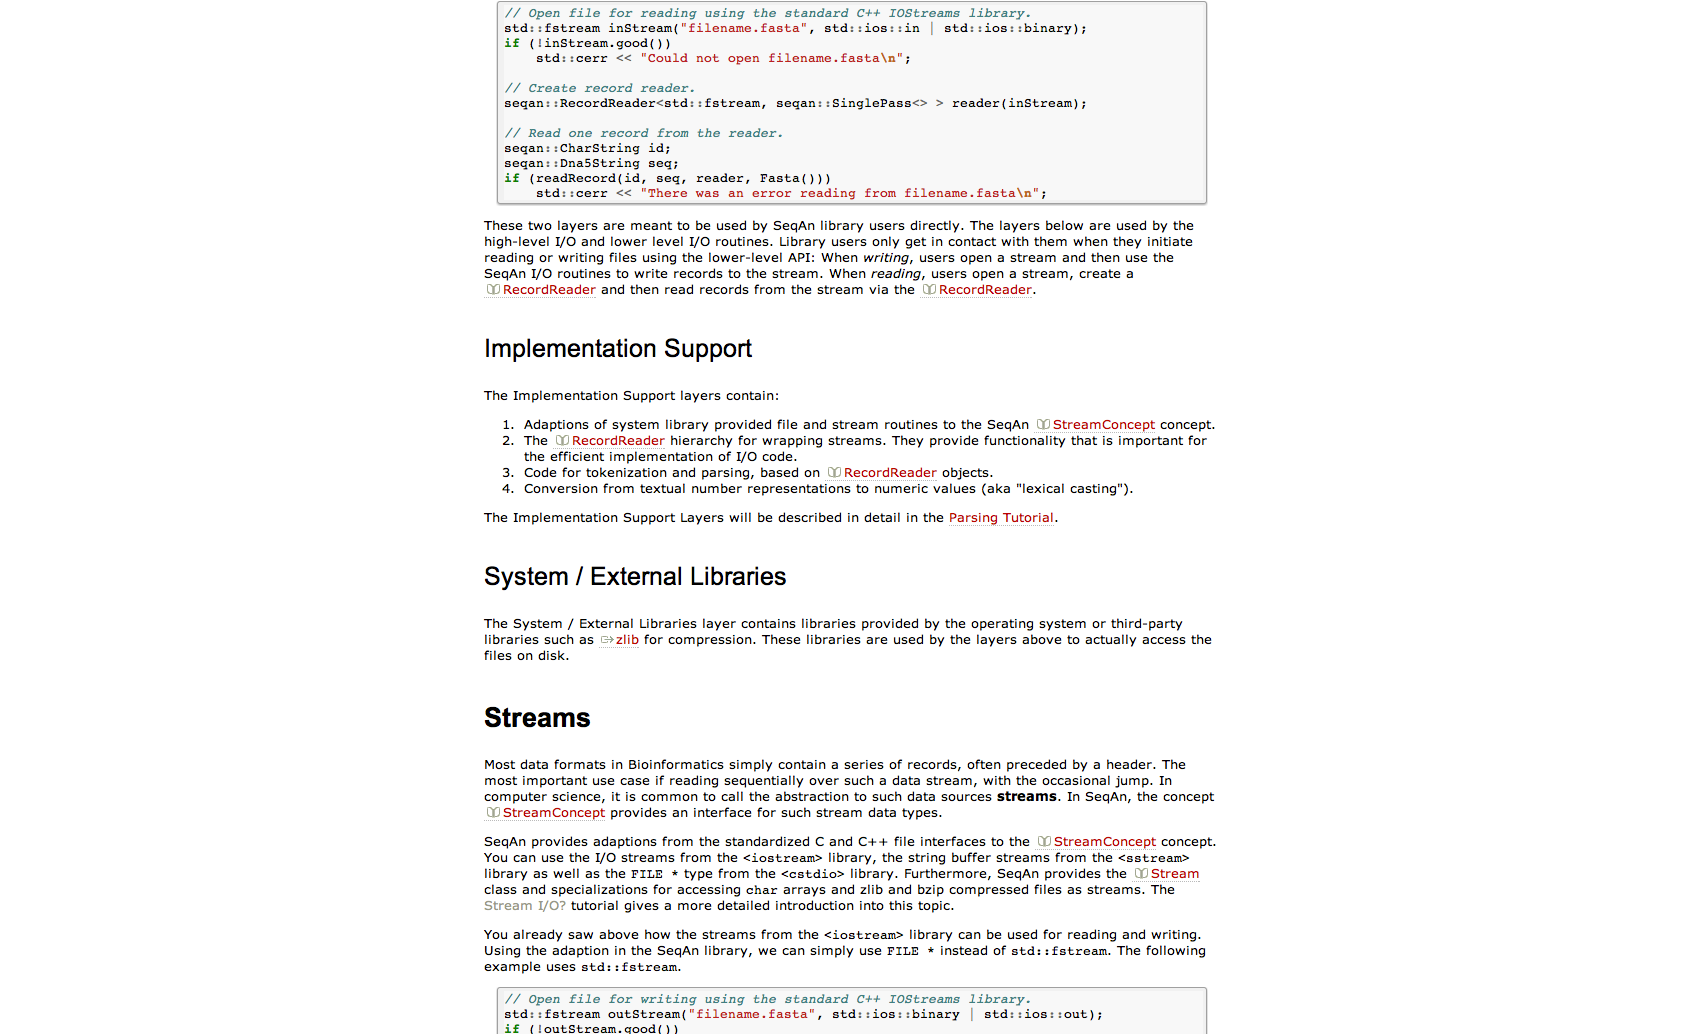 // Open file for reading using the standard C++ IOStreams library.
std::fstream inStream("filename.fasta", std::ios::in | std::ios::binary);
if (!inStream.good())
    std::cerr << "Could not open filename.fasta\n";
// Create record reader.
seqan::RecordReader<std::fstream, seqan::SinglePass<> > reader(inStream);
// Read one record from the reader.
seqan::CharString id;
seqan::Dna5String seq;
if (readRecord(id, seq, reader, Fasta()))
    std::cerr << "There was an error reading from filename.fasta\n";
These two layers are meant to be used by SeqAn library users directly. The layers below are used by the
high-level I/O and lower level I/O routines. Library users only get in contact with them when they initiate
reading or writing files using the lower-level API: When writing, users open a stream and then use the
SeqAn I/O routines to write records to the stream. When reading, users open a stream, create a
RecordReader and then read records from the stream via the RecordReader.
Implementation Support
The Implementation Support layers contain:
1. Adaptions of system library provided file and stream routines to the SeqAn StreamConcept concept.
2. The RecordReader hierarchy for wrapping streams. They provide functionality that is important for
the efficient implementation of I/O code.
3. Code for tokenization and parsing, based on RecordReader objects.
4. Conversion from textual number representations to numeric values (aka "lexical casting").
The Implementation Support Layers will be described in detail in the Parsing Tutorial.
System / External Libraries
The System / External Libraries layer contains libraries provided by the operating system or third-party
libraries such as zlib for compression. These libraries are used by the layers above to actually access the
files on disk.
Streams
Most data formats in Bioinformatics simply contain a series of records, often preceded by a header. The
most important use case if reading sequentially over such a data stream, with the occasional jump. In
computer science, it is common to call the abstraction to such data sources streams. In SeqAn, the concept
StreamConcept provides an interface for such stream data types.
SeqAn provides adaptions from the standardized C and C++ file interfaces to the StreamConcept concept.
You can use the I/O streams from the <iostream> library, the string buffer streams from the <sstream>
library as well as the FILE * type from the <cstdio> library. Furthermore, SeqAn provides the Stream
class and specializations for accessing char arrays and zlib and bzip compressed files as streams. The
Stream I/O? tutorial gives a more detailed introduction into this topic.
You already saw above how the streams from the <iostream> library can be used for reading and writing.
Using the adaption in the SeqAn library, we can simply use FILE * instead of std::fstream. The following
example uses std::fstream.
// Open file for writing using the standard C++ IOStreams library.
std::fstream outStream("filename.fasta", std::ios::binary | std::ios::out);
if (!outStream.good())